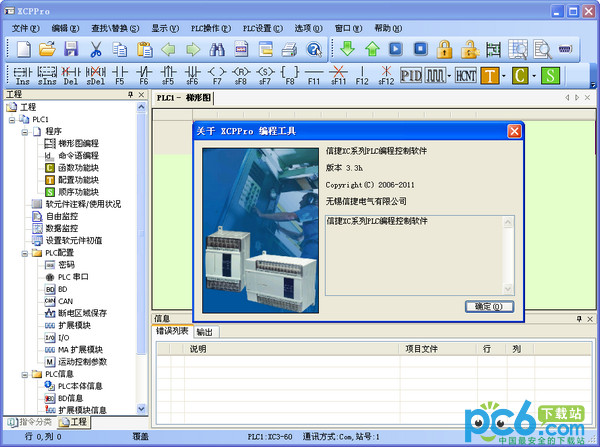 XCPPro
文件(F) 编辑(E) 查找\替换(S) 显示(V) PLC操作(P) PLC设置(C) 选项(O) 窗口(W) 帮助(H)
Ins sIns Del sDel F5 F6 sF5 sF6 F7 F8 F11 sF11 F12 sF12 PID HCNT T C S
工程
PLC1 - 梯形图
工程
PLC1
程序
梯形图编程
命令语编程
C 函数功能块
T 配置功能块
S 顺序功能块
软元件注释/使用状况
自由监控
数据监控
设置软元件初值
PLC配置
密码
PLC 串口
BD BD
CAN CAN
断电区域保存
扩展模块
I/O I/O
MA MA 扩展模块
M 运动控制参数
PLC信息
PLC本体信息
BD信息
扩展模块信息
指令分类 工程
关于 XCPPro 编程工具
信捷XC系列PLC编程控制软件
版本 3.3h
Copyright(C) 2006-2011
无锡信捷电气有限公司
信捷XC系列PLC编程控制软件
确定(O)
信息
错误列表 输出
说明 项目文件 行 列
行 0,列 0 覆盖 PLC1:XC3-60 通讯方式:Com,站号:1
pc6.com 下载站
中国最安全的下载站